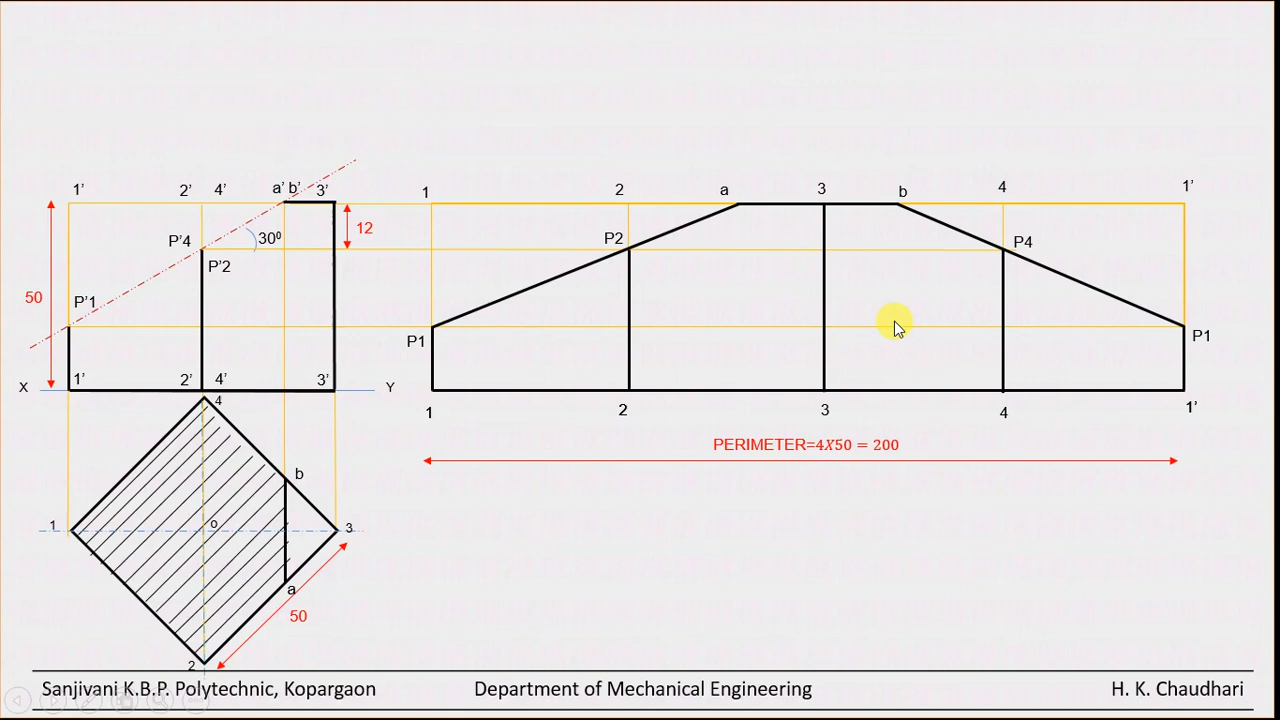 1’ 2’ 4’ a’ b’ 3’ 1 2 a 3 b 4 1’
12
P’4 30⁰ P2 P4
P’2
50
P’1
P1 P1
X 1’ 2’ 4’ 3’ Y
4 1 2 3 4 1’
PERIMETER=4X50 = 200
b
1 o 3
a
50
2
Sanjivani K.B.P. Polytechnic, Kopargaon Department of Mechanical Engineering H. K. Chaudhari